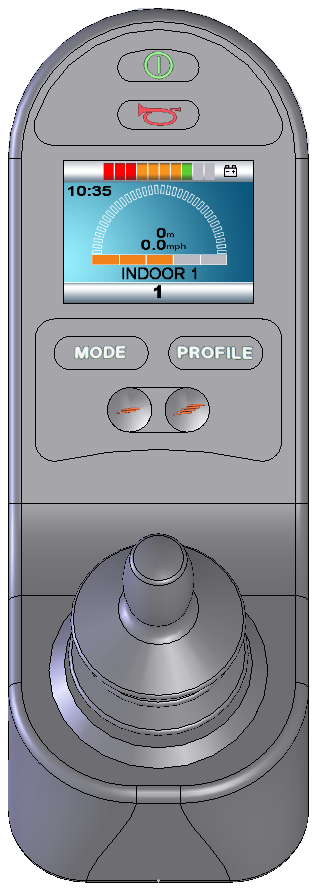 10:35
0m
0.0mph
INDOOR 1
1
MODE PROFILE